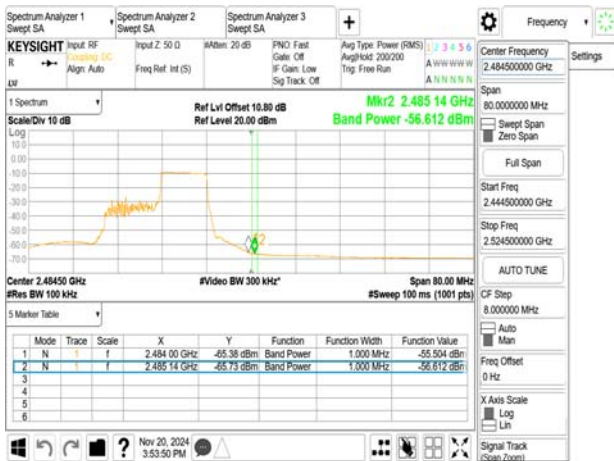 Spectrum Analyzer 1
Swept SA
Spectrum Analyzer 2
Swept SA
Spectrum Analyzer 3
Swept SA
Frequency
KEYSIGHT
R
Input: RF
Coupling: DC
Align: Auto
Input Z: 50 Ω
Freq Ref: Int (S)
#Atten: 20 dB
PNO: Fast
Gate: Off
IF Gain: Low
Sig Track: Off
Avg Type: Power (RMS)
Avg|Hold: 200/200
Trig: Free Run
1 2 3 4 5 6
A W W W W W
A N N N N N
1 Spectrum
Scale/Div 10 dB
Ref Lvl Offset 10.80 dB
Ref Level 20.00 dBm
Mkr2 2.485 14 GHz
Band Power -56.612 dBm
Log
10.0
0.00
-10.0
-20.0
-30.0
-40.0
-50.0
-60.0
-70.0
2
Center 2.48450 GHz
#Res BW 100 kHz
#Video BW 300 kHz*
Span 80.00 MHz
#Sweep 100 ms (1001 pts)
5 Marker Table
Mode Trace Scale X Y Function Function Width Function Value
1 N 1 f 2.484 00 GHz -65.38 dBm Band Power 1.000 MHz -55.504 dBm
2 N 1 f 2.485 14 GHz -65.73 dBm Band Power 1.000 MHz -56.612 dBm
3
4
5
6
Nov 20, 2024
3:53:50 PM
Center Frequency
2.484500000 GHz
Settings
Span
80.0000000 MHz
Swept Span
Zero Span
Full Span
Start Freq
2.444500000 GHz
Stop Freq
2.524500000 GHz
AUTO TUNE
CF Step
8.000000 MHz
Auto
Man
Freq Offset
0 Hz
X Axis Scale
Log
Lin
Signal Track
(Span Zoom)